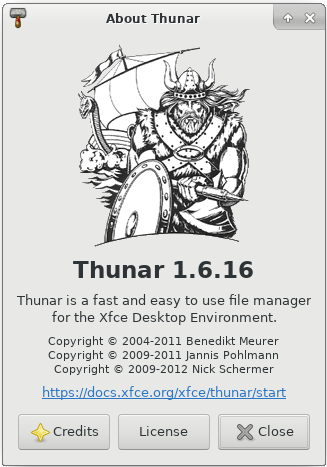 About Thunar
Thunar 1.6.16
Thunar is a fast and easy to use file manager
for the Xfce Desktop Environment.
Copyright © 2004-2011 Benedikt Meurer
Copyright © 2009-2011 Jannis Pohlmann
Copyright © 2009-2012 Nick Schermer
https://docs.xfce.org/xfce/thunar/start
Credits License Close